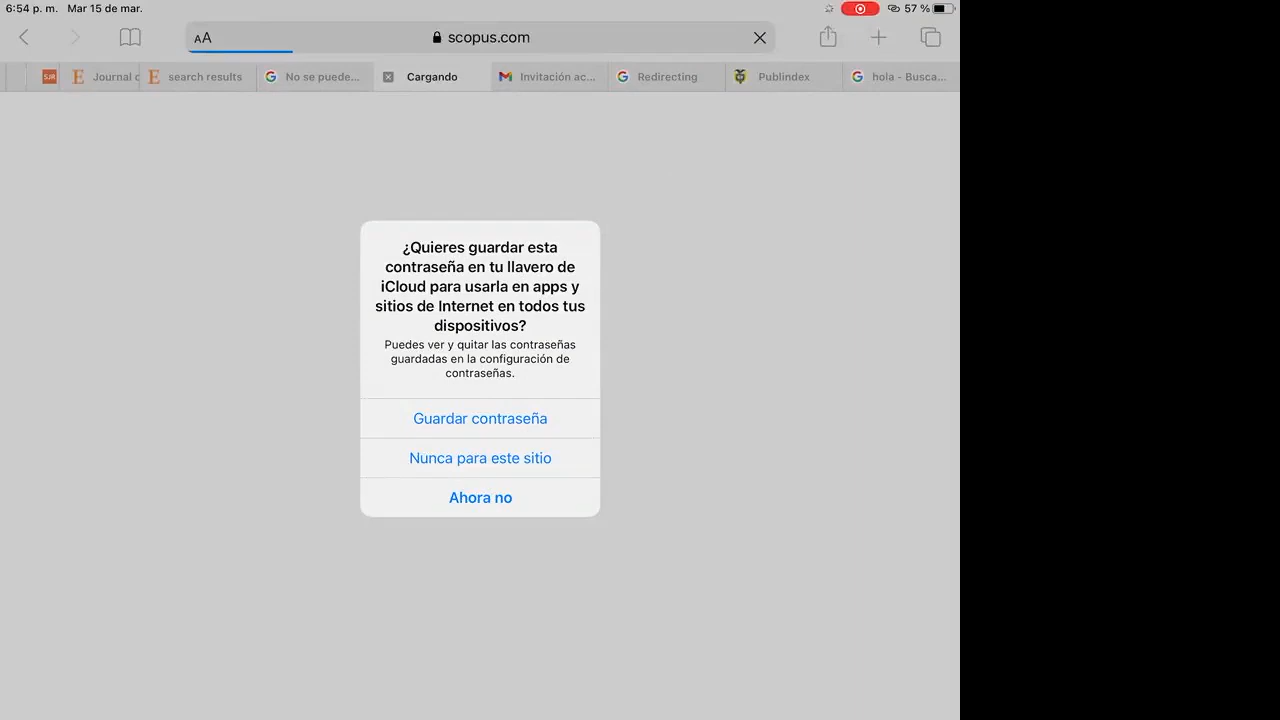 6:54 p. m. Mar 15 de mar. 57 %
AA scopus.com
Journal c search results No se puede... Cargando Invitación ac... Redirecting Publindex hola - Busca...
¿Quieres guardar esta
contraseña en tu llavero de
iCloud para usarla en apps y
sitios de Internet en todos tus
dispositivos?
Puedes ver y quitar las contraseñas
guardadas en la configuración de
contraseñas.
Guardar contraseña
Nunca para este sitio
Ahora no